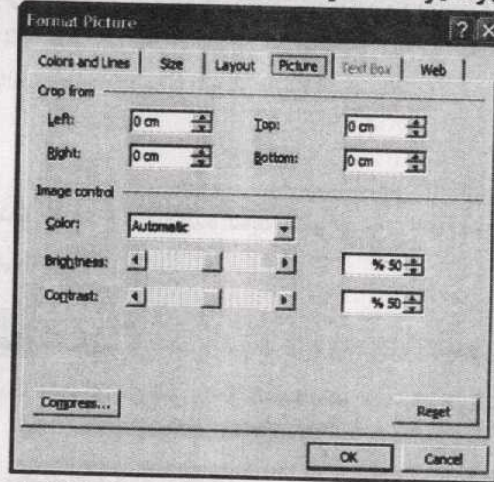 Format Picture
Colors and Lines Size Layout Picture Text Box Web
Crop from
Left: 0 cm Top: 0 cm
Right: 0 cm Bottom: 0 cm
Image control
Color: Automatic
Brightness: % 50
Contrast: % 50
Compress... Reset
OK Cancel